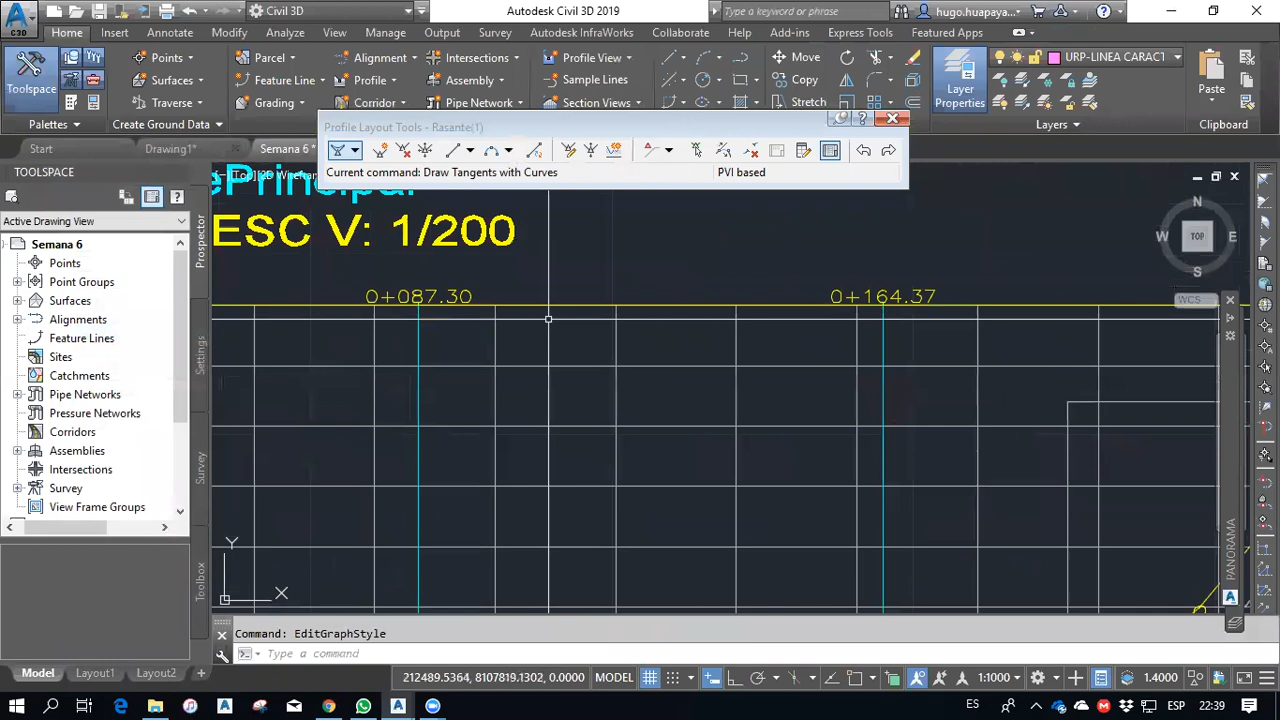 C3D
Civil 3D
Autodesk Civil 3D 2019
Type a keyword or phrase
hugo.huapaya...
Home
Insert
Annotate
Modify
Analyze
View
Manage
Output
Survey
Autodesk InfraWorks
Collaborate
Help
Add-ins
Express Tools
Featured Apps
Toolspace
Palettes
Points
Surfaces
Traverse
Create Ground Data
Parcel
Feature Line
Grading
Alignment
Profile
Corridor
Intersections
Assembly
Pipe Network
Profile View
Sample Lines
Section Views
Move
Copy
Stretch
Layer
Properties
URP-LINEA CARACT
Layers
Paste
Clipboard
Start
Drawing1*
Semana 6 *
Profile Layout Tools - Rasante(1)
Current command: Draw Tangents with Curves
PVI based
TOOLSPACE
Active Drawing View
Semana 6
Points
Point Groups
Surfaces
Alignments
Feature Lines
Sites
Catchments
Pipe Networks
Pressure Networks
Corridors
Assemblies
Intersections
Survey
View Frame Groups
Prospector
Settings
Survey
Toolbox
ePrincipal
ESC V: 1/200
0+087.30
0+164.37
N
W
TOP
E
S
WCS
PANORAMA
Y
X
Command: EditGraphStyle
Type a command
Model
Layout1
Layout2
212489.5364, 8107819.1302, 0.0000
MODEL
1:1000
1.4000
ES
ESP
22:39